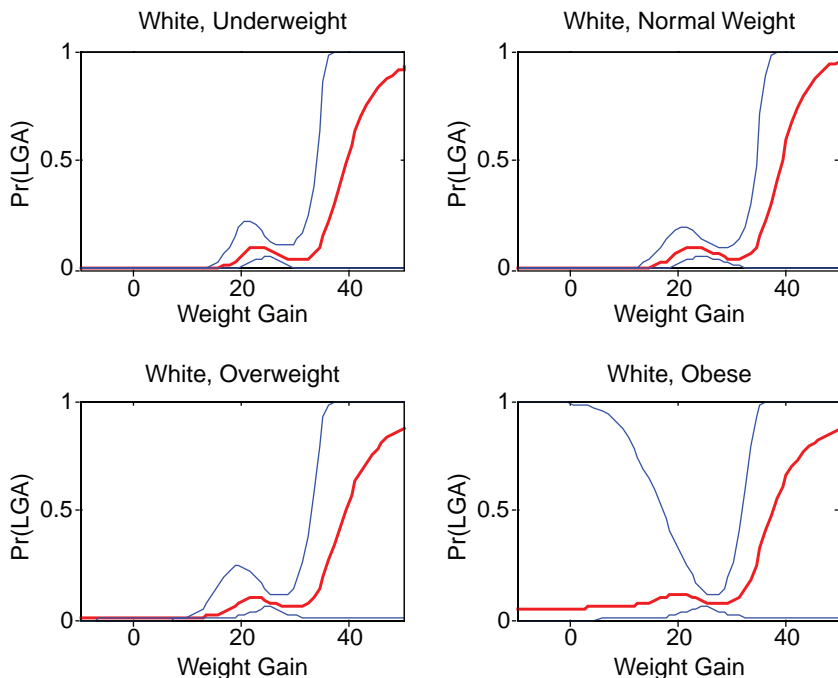 White, Underweight
White, Normal Weight
1
0.5
0
Pr(LGA)
0 20 40
Weight Gain
1
0.5
0
Pr(LGA)
0 20 40
Weight Gain
White, Overweight
White, Obese
1
0.5
0
Pr(LGA)
0 20 40
Weight Gain
1
0.5
0
Pr(LGA)
0 20 40
Weight Gain